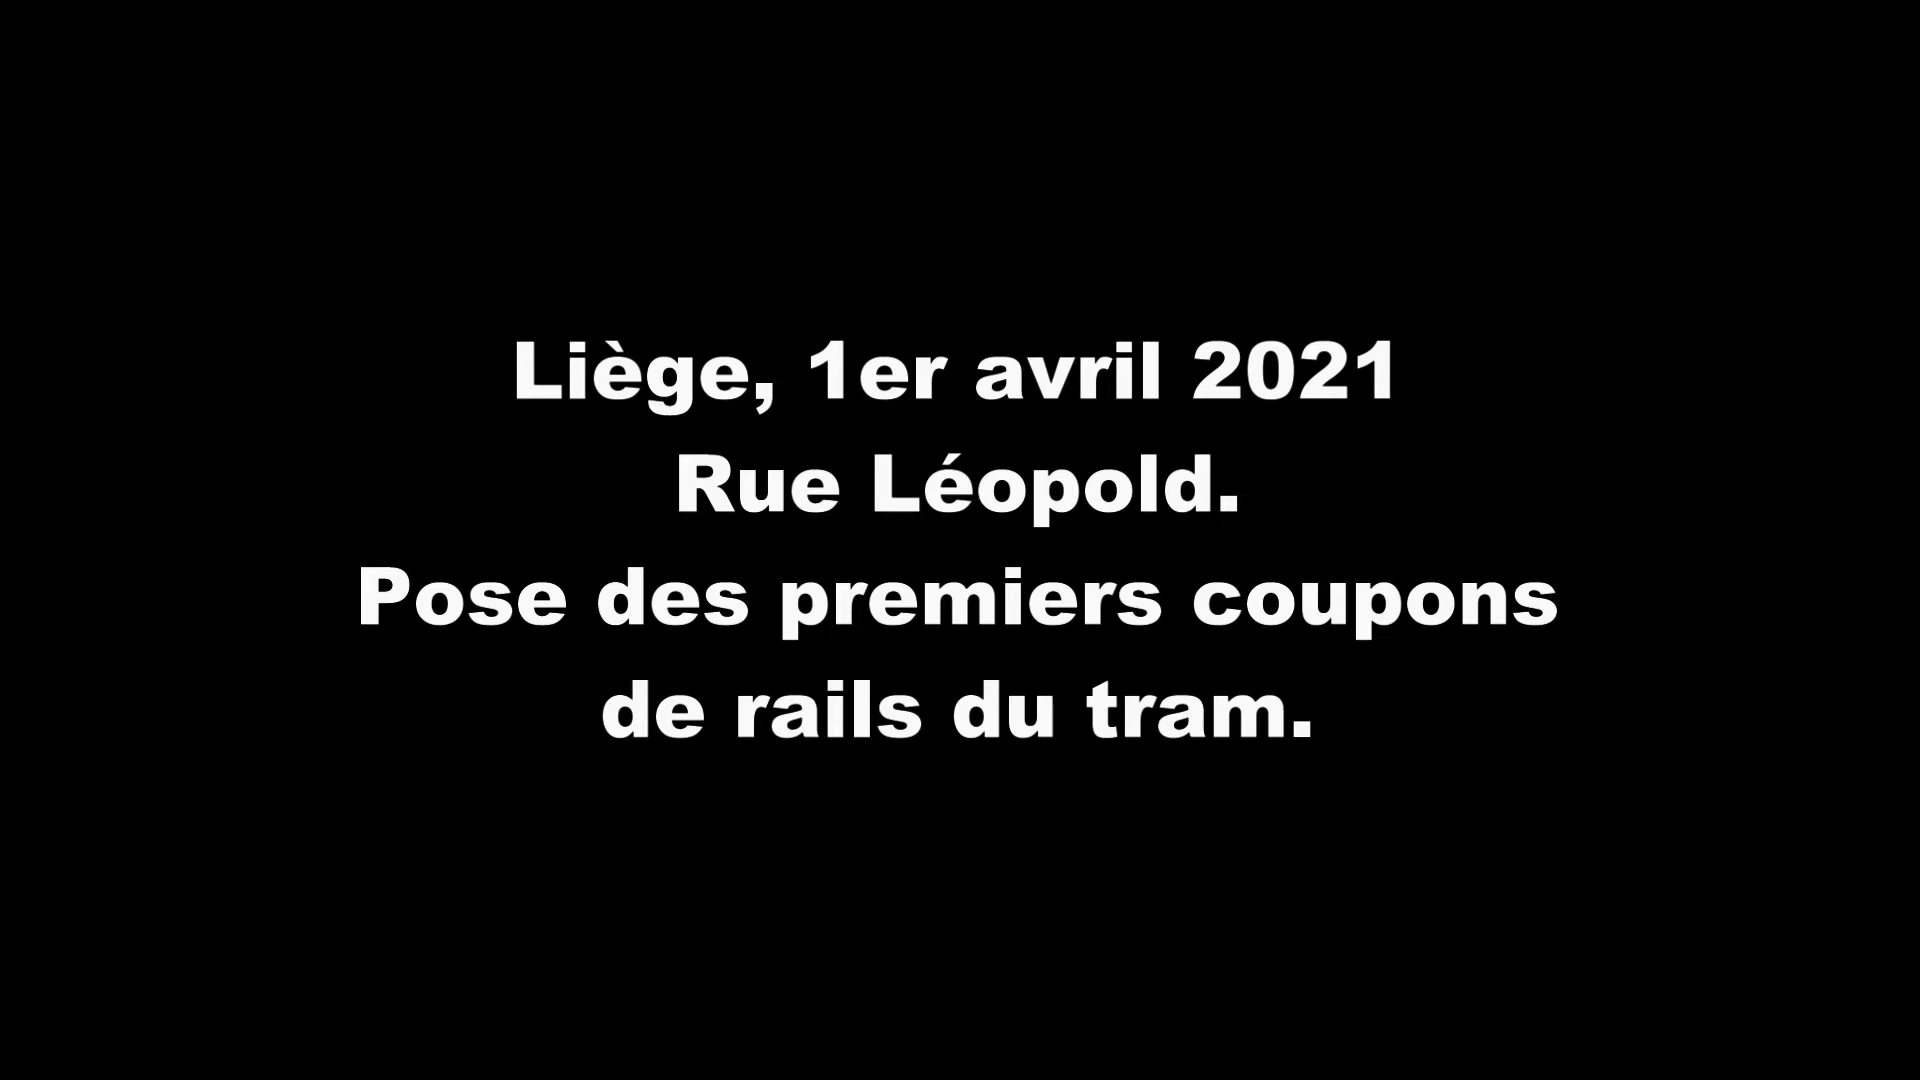 Liège, 1er avril 2021
Rue Léopold.
Pose des premiers coupons
de rails du tram.